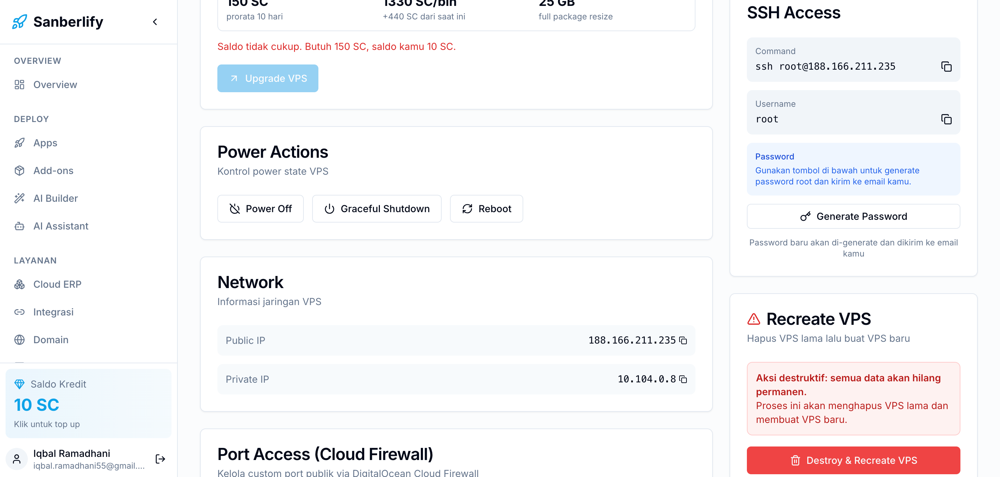 Sanberlify
OVERVIEW
Overview
DEPLOY
Apps
Add-ons
AI Builder
AI Assistant
LAYANAN
Cloud ERP
Integrasi
Domain
Saldo Kredit
10 SC
Klik untuk top up
Iqbal Ramadhani
iqbal.ramadhani55@gmail....
150 SC
prorata 10 hari
1330 SC/bln
+440 SC dari saat ini
25 GB
full package resize
Saldo tidak cukup. Butuh 150 SC, saldo kamu 10 SC.
Upgrade VPS
Power Actions
Kontrol power state VPS
Power Off
Graceful Shutdown
Reboot
Network
Informasi jaringan VPS
Public IP
188.166.211.235
Private IP
10.104.0.8
Port Access (Cloud Firewall)
Kelola custom port publik via DigitalOcean Cloud Firewall
SSH Access
Command
ssh root@188.166.211.235
Username
root
Password
Gunakan tombol di bawah untuk generate
password root dan kirim ke email kamu.
Generate Password
Password baru akan di-generate dan dikirim ke email
kamu
Recreate VPS
Hapus VPS lama lalu buat VPS baru
Aksi destruktif: semua data akan hilang
permanen.
Proses ini akan menghapus VPS lama dan
membuat VPS baru.
Destroy & Recreate VPS